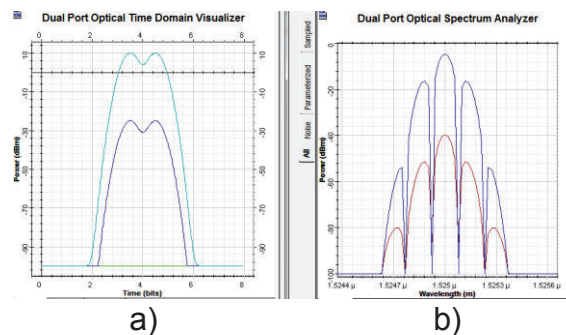 Dual Port Optical Time Domain Visualizer
0 2 4 6 8
10
-10
-30
-50
-70
-90
Power (dBm)
10
-10
-30
-50
-70
-90
0 2 4 6 8
Time (bits)
a)
Sampled
Parameterized
Noise
All
Dual Port Optical Spectrum Analyzer
0
-20
-40
-60
-80
-100
Power (dBm)
1.5244 µ 1.5247 µ 1.525 µ 1.5253 µ 1.5256 µ
Wavelength (m)
b)